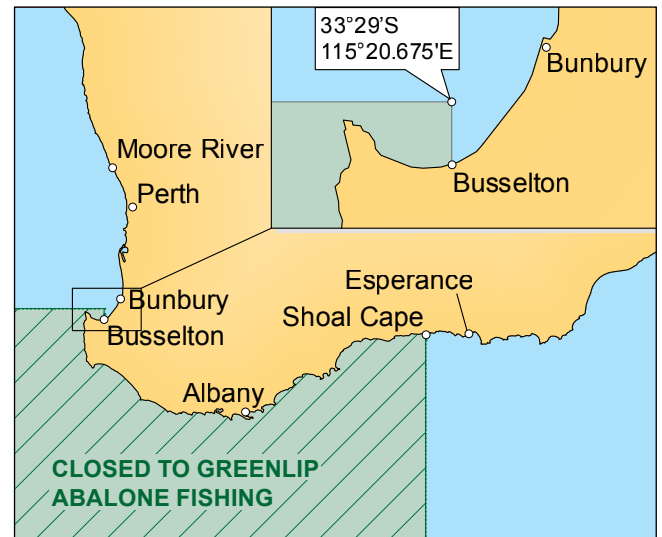 33°29’S
115°20.675'E
Bunbury
Busselton
Moore River
Perth
Bunbury
Busselton
Esperance
Shoal Cape
Albany
CLOSED TO GREENLIP
ABALONE FISHING